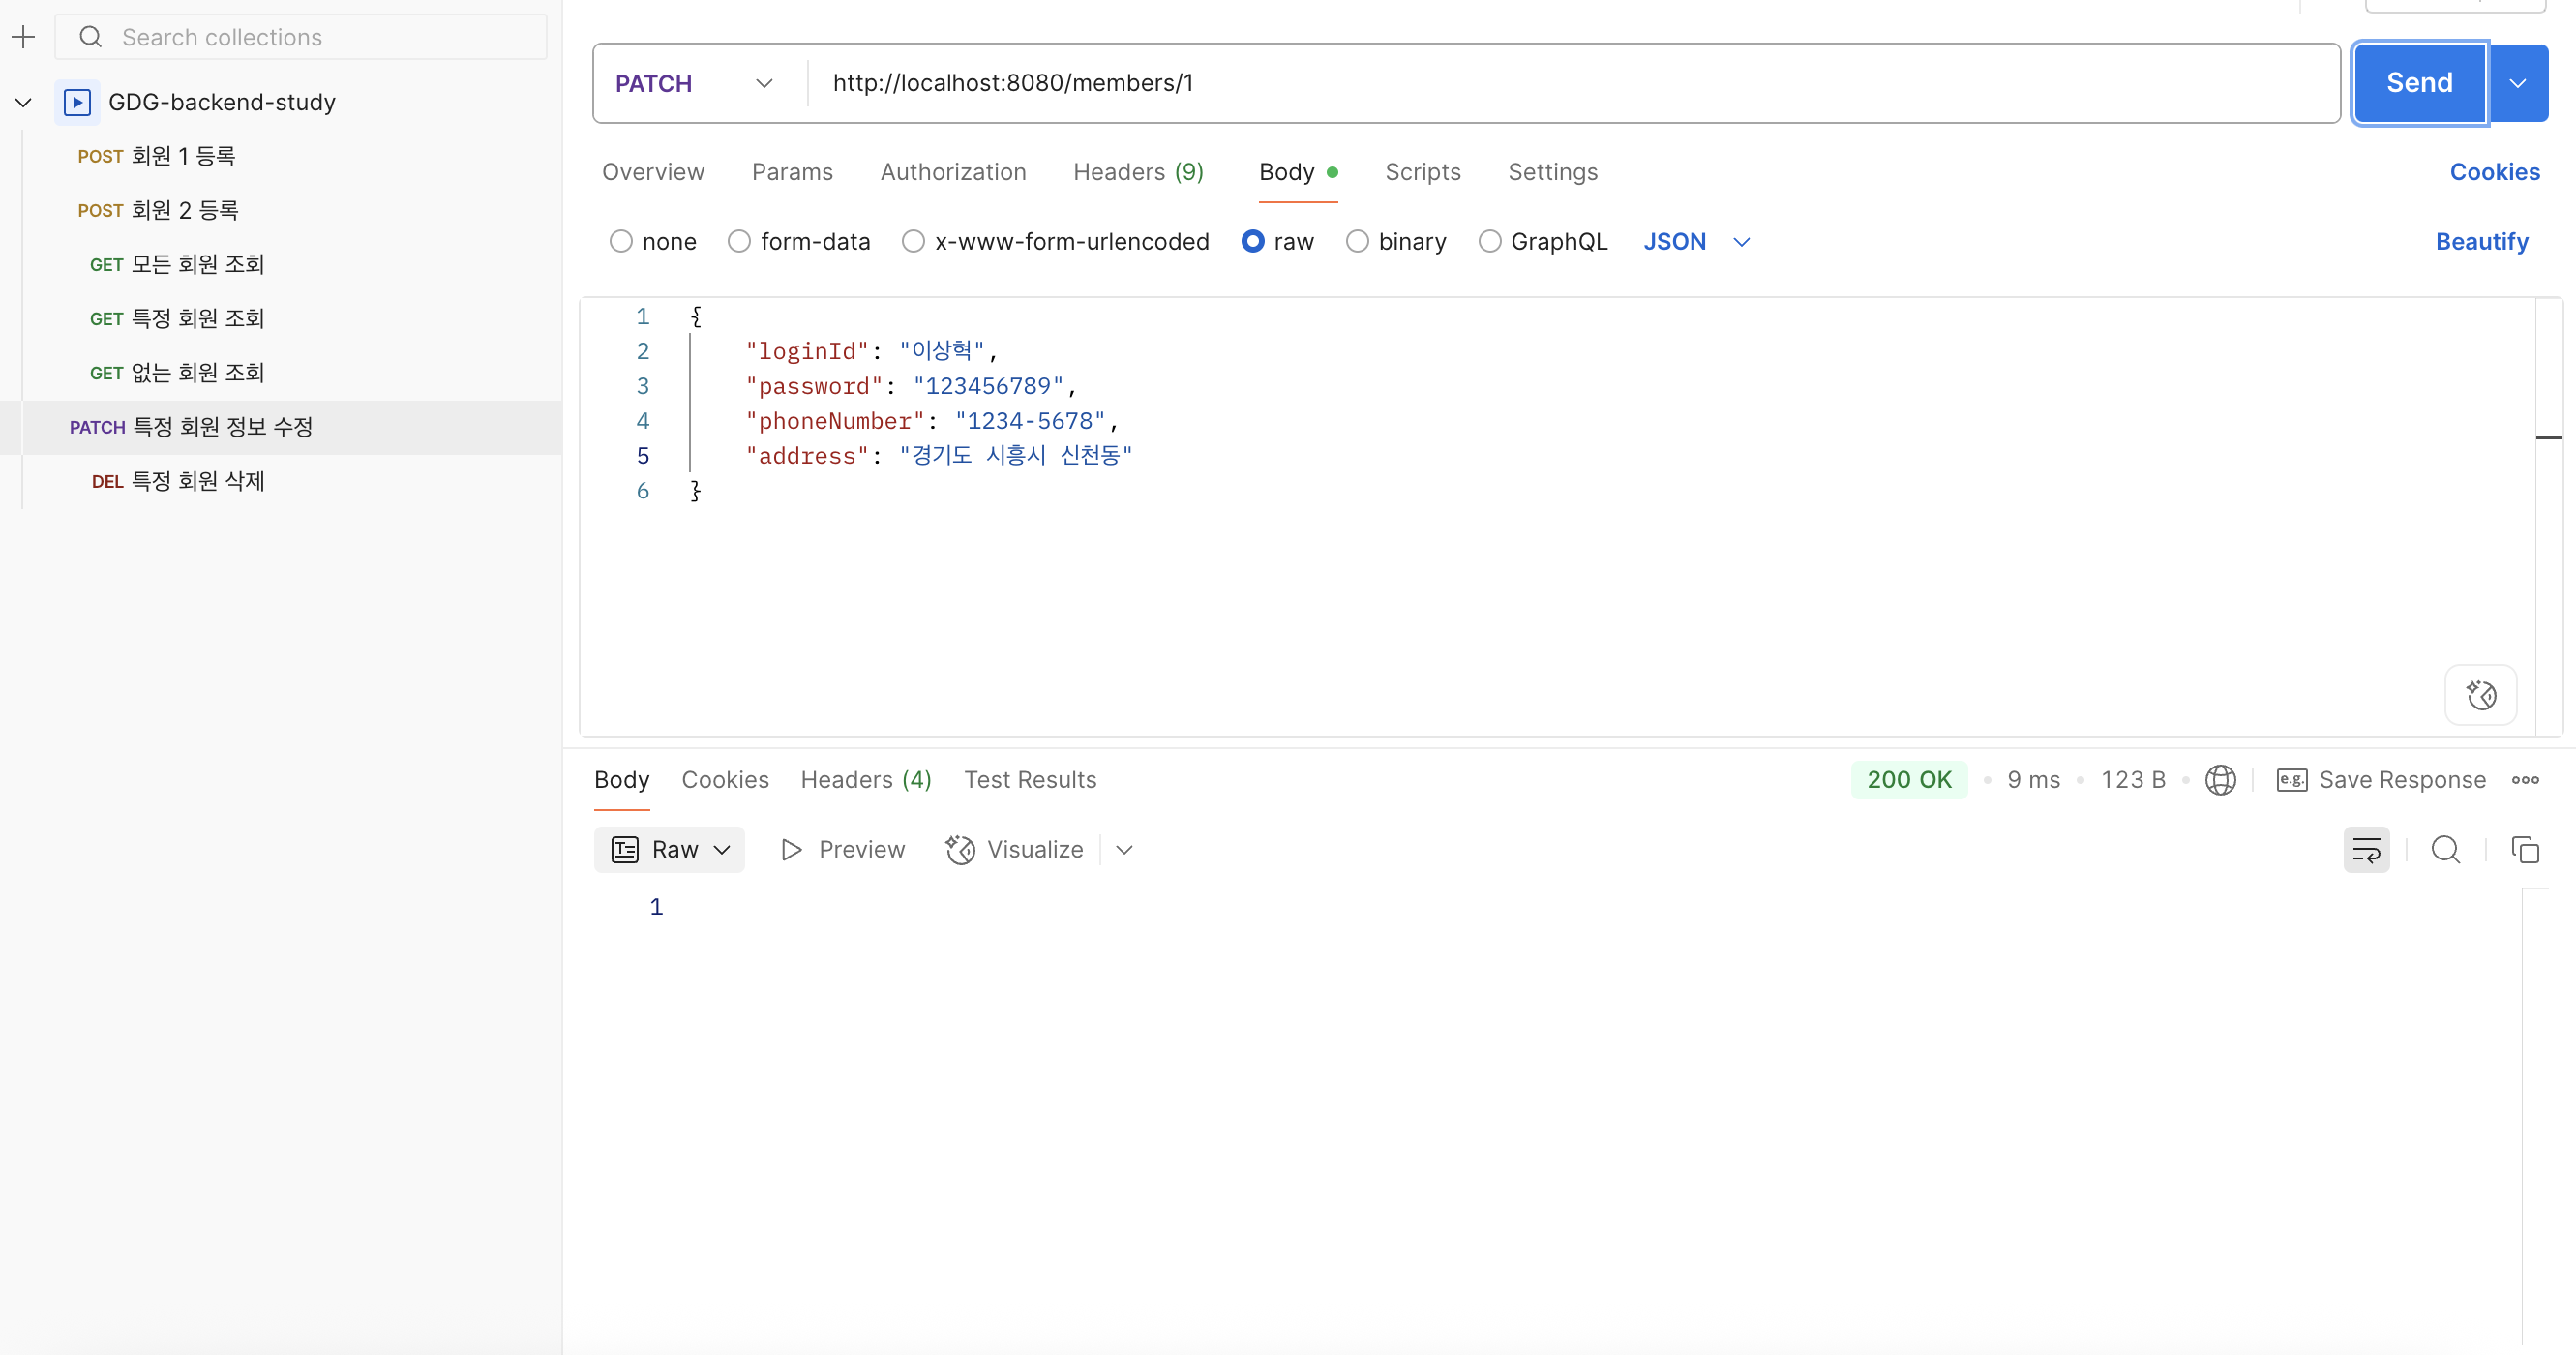 Search collections
GDG-backend-study
POST 회원 1 등록
POST 회원 2 등록
GET 모든 회원 조회
GET 특정 회원 조회
GET 없는 회원 조회
PATCH 특정 회원 정보 수정
DEL 특정 회원 삭제
PATCH http://localhost:8080/members/1 Send
Overview Params Authorization Headers (9) Body Scripts Settings Cookies
none form-data x-www-form-urlencoded raw binary GraphQL JSON Beautify
1 {
2 "loginId": "이상혁",
3 "password": "123456789",
4 "phoneNumber": "1234-5678",
5 "address": "경기도 시흥시 신천동"
6 }
Body Cookies Headers (4) Test Results 200 OK • 9 ms • 123 B • e.g. Save Response
Raw Preview Visualize
1